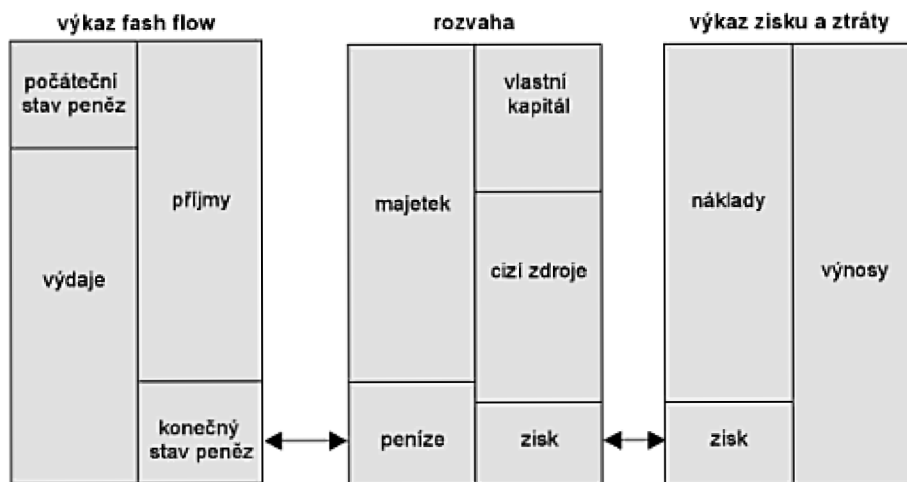 výkaz fash flow
počáteční
stav peněz
výdaje
příjmy
konečný
stav peněz
rozvaha
majetek
peníze
vlastní
kapitál
cizí zdroje
zisk
výkaz zisku a ztráty
náklady
zisk
výnosy